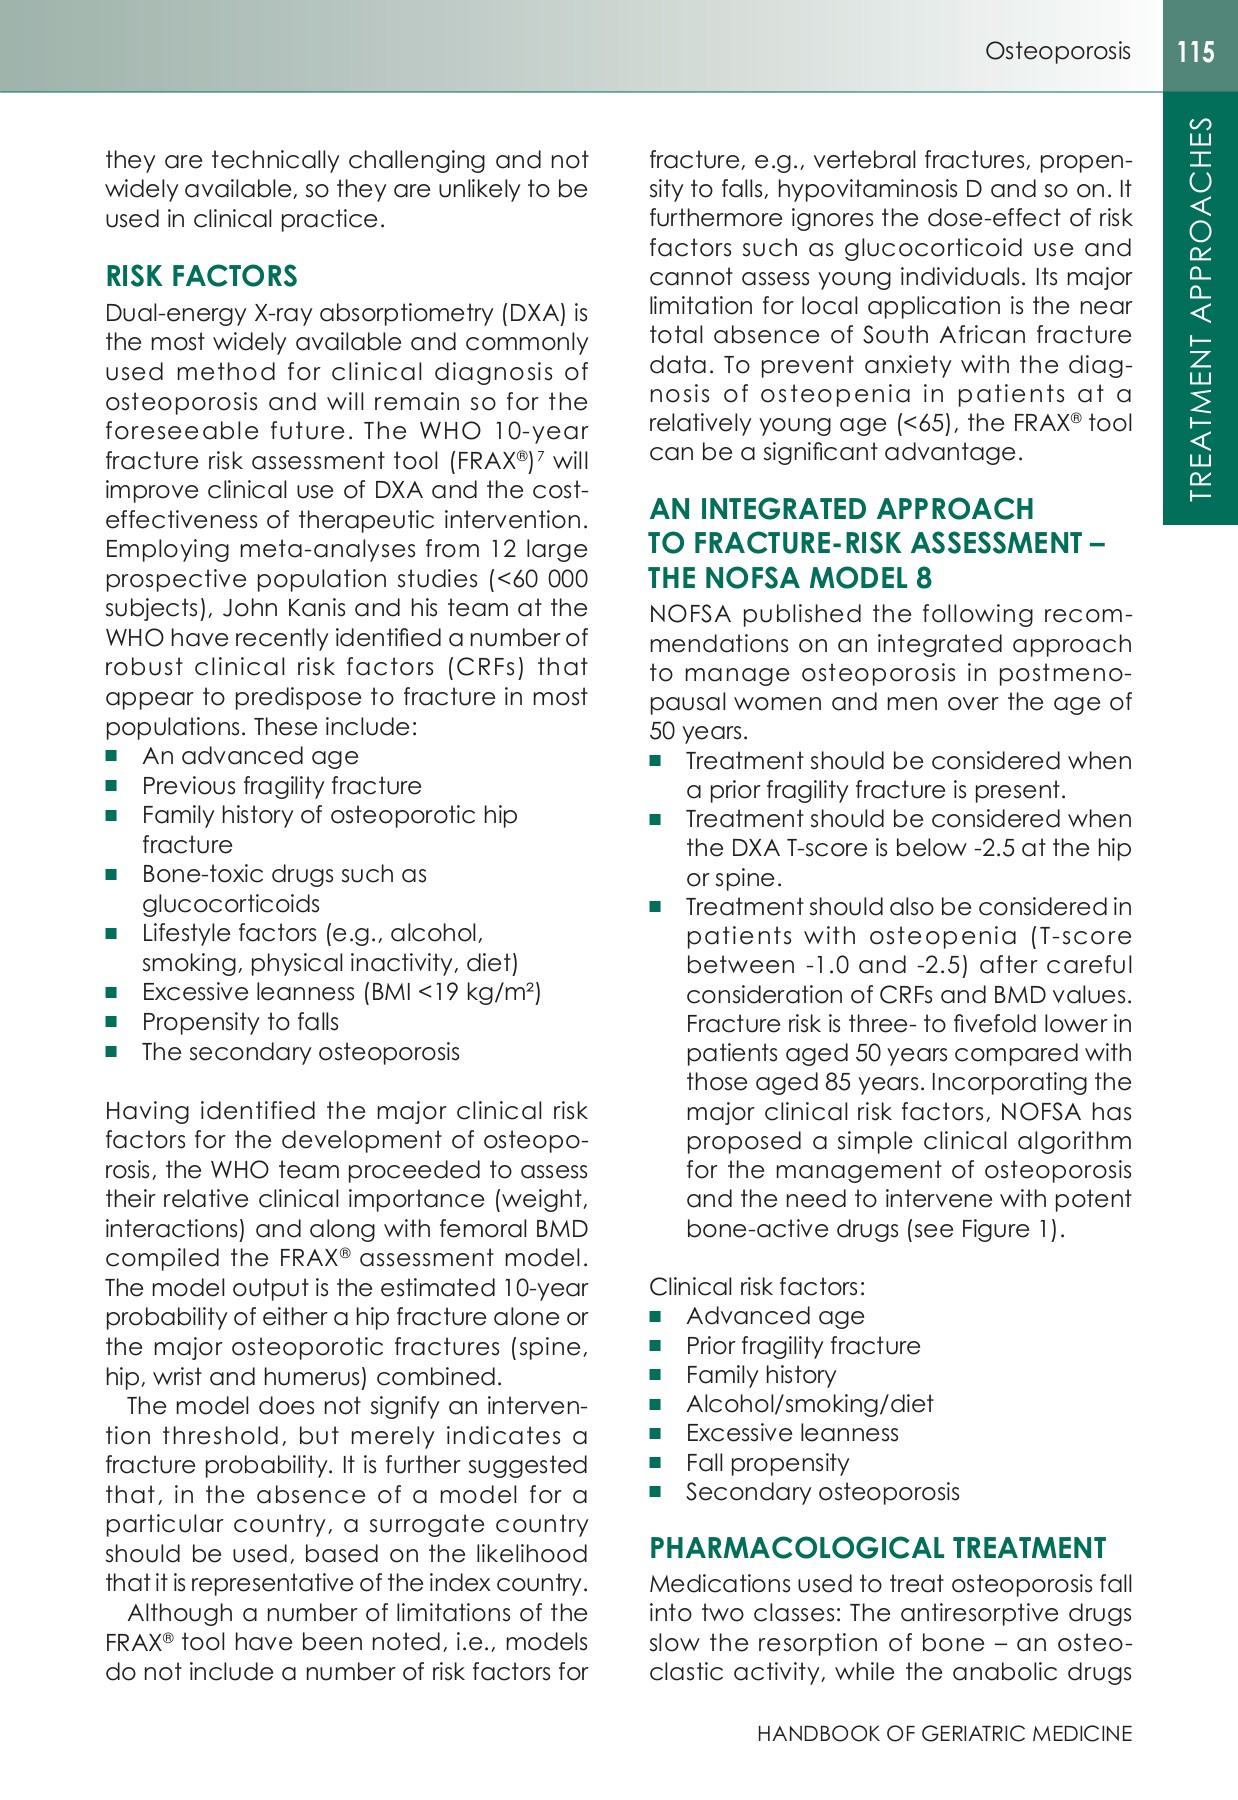 Osteoporosis
115
TREATMENT APPROACHES
they are technically challenging and not
widely available, so they are unlikely to be
used in clinical practice.
RISK FACTORS
Dual-energy X-ray absorptiometry (DXA) is
the most widely available and commonly
used method for clinical diagnosis of
osteoporosis and will remain so for the
foreseeable future. The WHO 10-year
fracture risk assessment tool (FRAX®)⁷ will
improve clinical use of DXA and the cost-
effectiveness of therapeutic intervention.
Employing meta-analyses from 12 large
prospective population studies (<60 000
subjects), John Kanis and his team at the
WHO have recently identified a number of
robust clinical risk factors (CRFs) that
appear to predispose to fracture in most
populations. These include:
■ An advanced age
■ Previous fragility fracture
■ Family history of osteoporotic hip
fracture
■ Bone-toxic drugs such as
glucocorticoids
■ Lifestyle factors (e.g., alcohol,
smoking, physical inactivity, diet)
■ Excessive leanness (BMI <19 kg/m²)
■ Propensity to falls
■ The secondary osteoporosis
Having identified the major clinical risk
factors for the development of osteopo-
rosis, the WHO team proceeded to assess
their relative clinical importance (weight,
interactions) and along with femoral BMD
compiled the FRAX® assessment model.
The model output is the estimated 10-year
probability of either a hip fracture alone or
the major osteoporotic fractures (spine,
hip, wrist and humerus) combined.
The model does not signify an interven-
tion threshold, but merely indicates a
fracture probability. It is further suggested
that, in the absence of a model for a
particular country, a surrogate country
should be used, based on the likelihood
that it is representative of the index country.
Although a number of limitations of the
FRAX® tool have been noted, i.e., models
do not include a number of risk factors for
fracture, e.g., vertebral fractures, propen-
sity to falls, hypovitaminosis D and so on. It
furthermore ignores the dose-effect of risk
factors such as glucocorticoid use and
cannot assess young individuals. Its major
limitation for local application is the near
total absence of South African fracture
data. To prevent anxiety with the diag-
nosis of osteopenia in patients at a
relatively young age (<65), the FRAX® tool
can be a significant advantage.
AN INTEGRATED APPROACH
TO FRACTURE-RISK ASSESSMENT –
THE NOFSA MODEL 8
NOFSA published the following recom-
mendations on an integrated approach
to manage osteoporosis in postmeno-
pausal women and men over the age of
50 years.
■ Treatment should be considered when
a prior fragility fracture is present.
■ Treatment should be considered when
the DXA T-score is below -2.5 at the hip
or spine.
■ Treatment should also be considered in
patients with osteopenia (T-score
between -1.0 and -2.5) after careful
consideration of CRFs and BMD values.
Fracture risk is three- to fivefold lower in
patients aged 50 years compared with
those aged 85 years. Incorporating the
major clinical risk factors, NOFSA has
proposed a simple clinical algorithm
for the management of osteoporosis
and the need to intervene with potent
bone-active drugs (see Figure 1).
Clinical risk factors:
■ Advanced age
■ Prior fragility fracture
■ Family history
■ Alcohol/smoking/diet
■ Excessive leanness
■ Fall propensity
■ Secondary osteoporosis
PHARMACOLOGICAL TREATMENT
Medications used to treat osteoporosis fall
into two classes: The antiresorptive drugs
slow the resorption of bone – an osteo-
clastic activity, while the anabolic drugs
HANDBOOK OF GERIATRIC MEDICINE